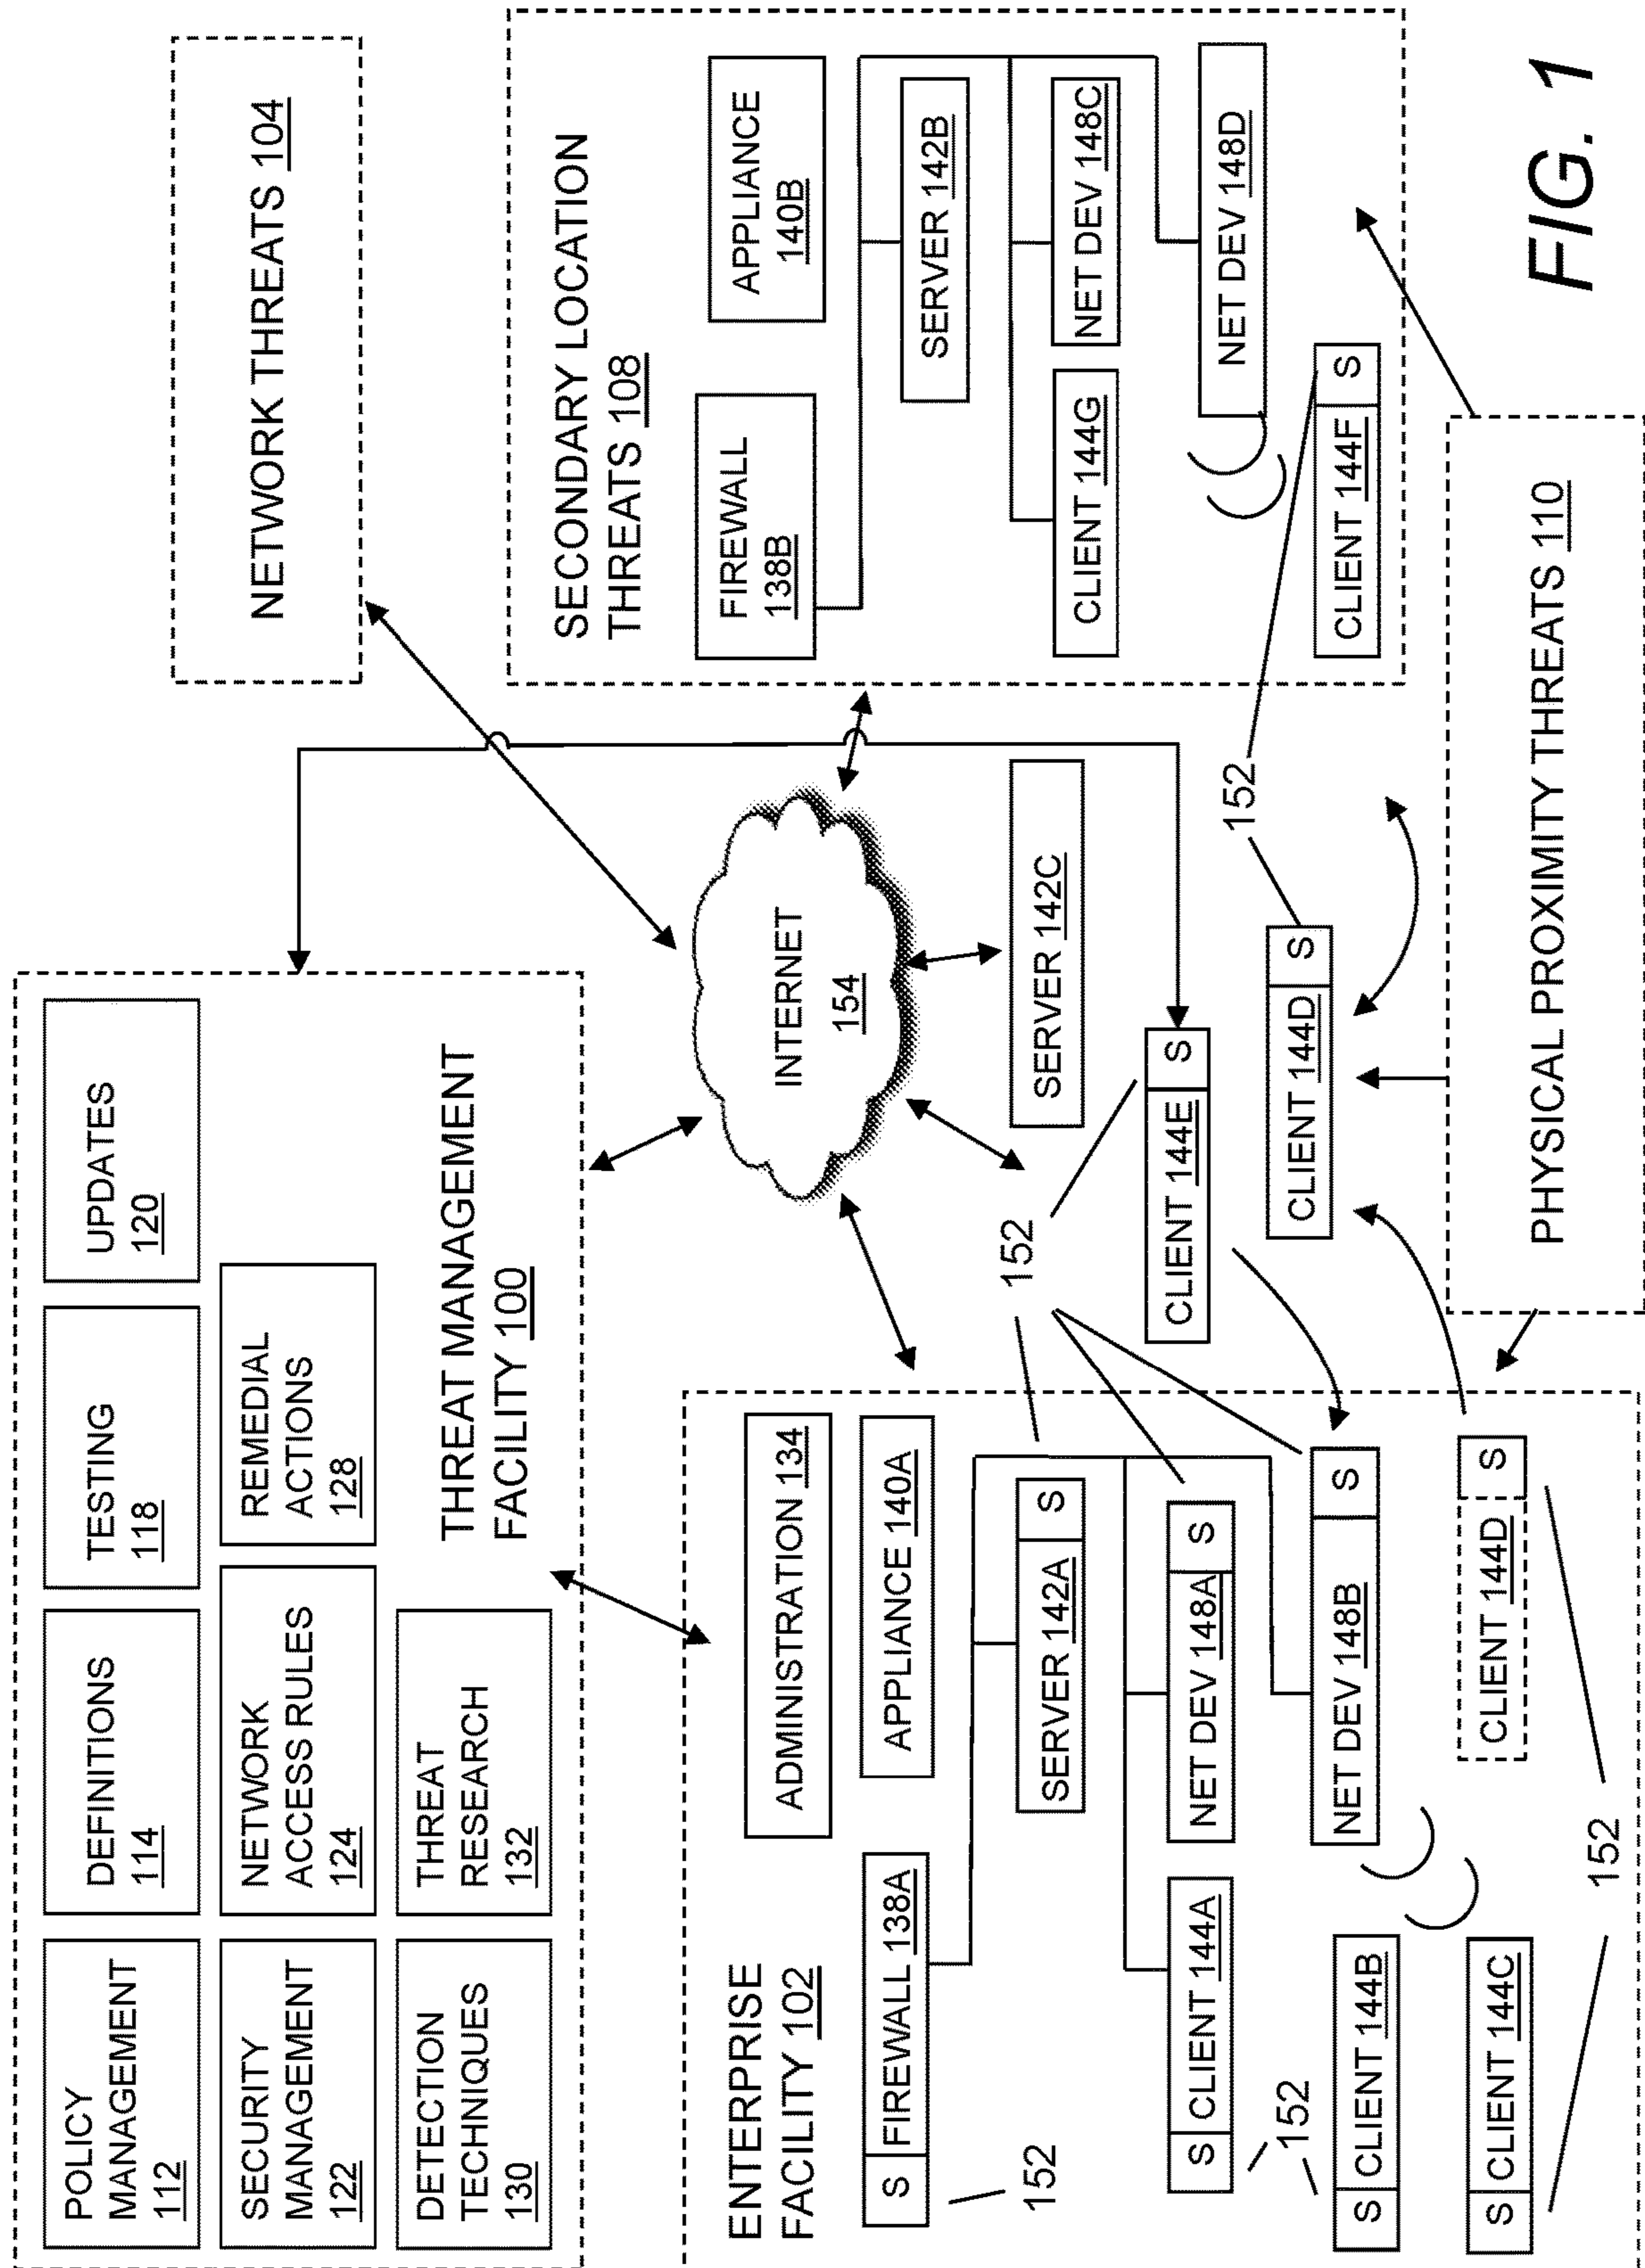 POLICY
MANAGEMENT
112
DEFINITIONS
114
TESTING
118
UPDATES
120
SECURITY
MANAGEMENT
122
NETWORK
ACCESS RULES
124
REMEDIAL
ACTIONS
128
DETECTION
TECHNIQUES
130
THREAT
RESEARCH
132
THREAT MANAGEMENT
FACILITY 100
NETWORK THREATS 104
ENTERPRISE
FACILITY 102
ADMINISTRATION 134
S FIREWALL 138A
APPLIANCE 140A
152
SERVER 142A S
S CLIENT 144A
NET DEV 148A S
152
S CLIENT 144B
NET DEV 148B S
S CLIENT 144C
CLIENT 144D S
152
INTERNET
154
152
SERVER 142C
CLIENT 144E S
CLIENT 144D S
152
SECONDARY LOCATION
THREATS 108
FIREWALL
138B
APPLIANCE
140B
SERVER 142B
CLIENT 144G
NET DEV 148C
NET DEV 148D
CLIENT 144F S
PHYSICAL PROXIMITY THREATS 110
FIG. 1